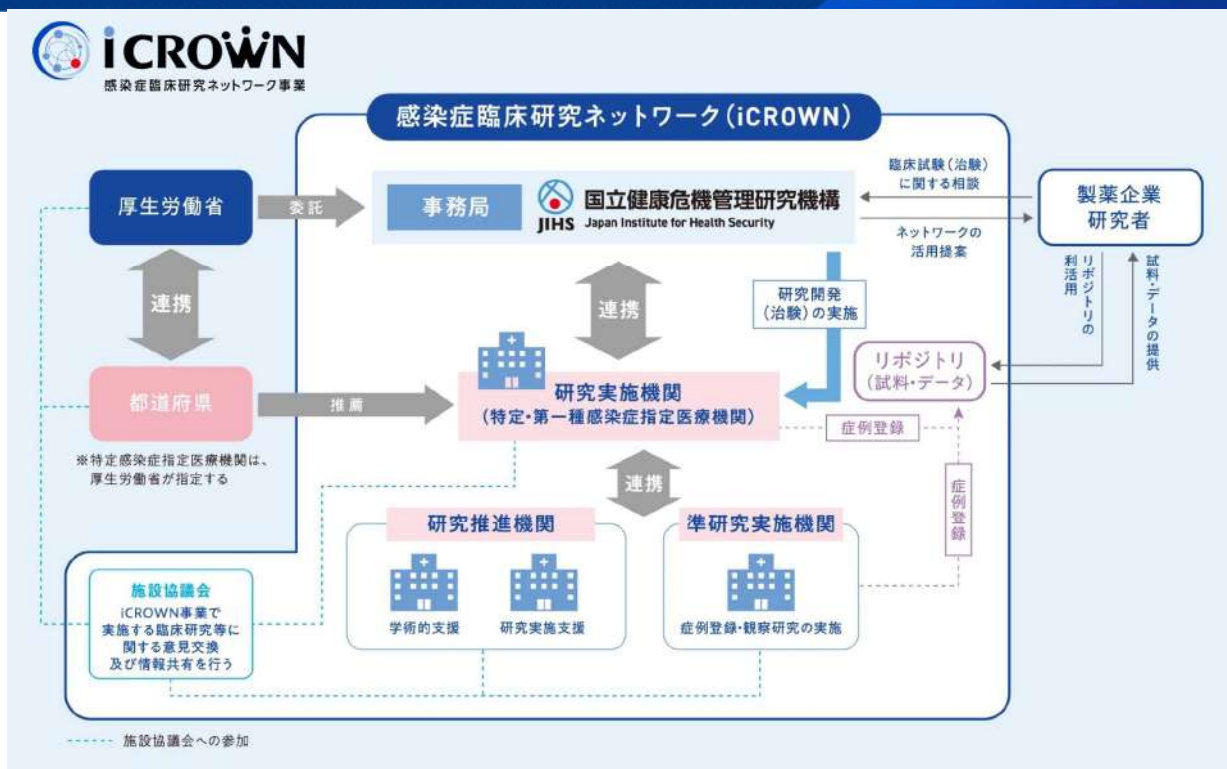 iCROWN
感染症臨床研究ネットワーク事業
感染症臨床研究ネットワーク(iCROWN)
厚生労働省
委託
事務局
JIHS
国立健康危機管理研究機構
Japan Institute for Health Security
臨床試験(治験)
に関する相談
ネットワークの
活用提案
製薬企業
研究者
連携
連携
研究開発
(治験)の実施
リポジトリの
利活用
試料・データの提供
リポジトリ
(試料・データ)
都道府県
推薦
研究実施機関
(特定・第一種感染症指定医療機関)
症例登録
※特定感染症指定医療機関は、
厚生労働省が指定する
連携
症例登録
研究推進機関
学術的支援
研究実施支援
準研究実施機関
症例登録・観察研究の実施
施設協議会
iCROWN事業で
実施する臨床研究等に
関する意見交換
及び情報共有を行う
施設協議会への参加